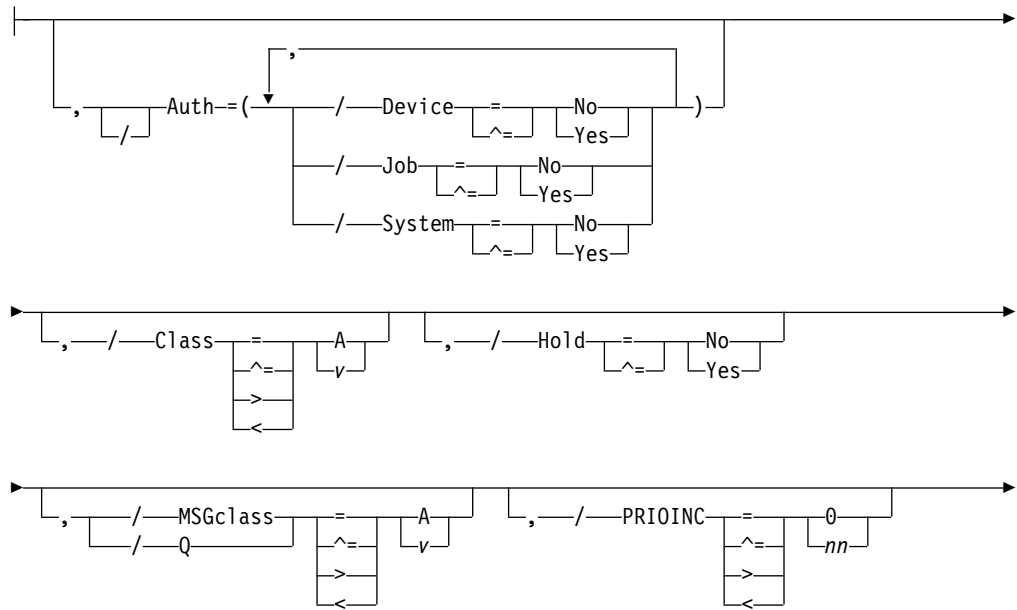 ,
, Auth=( / Device = No )
/ ^= Yes
/ Job = No
^= Yes
/ System = No
^= Yes
, / Class = A , / Hold = No
^= v ^= Yes
>
<
, / MSGclass = A , / PRIOINC = 0
/ Q ^= v ^= nn
> >
< <